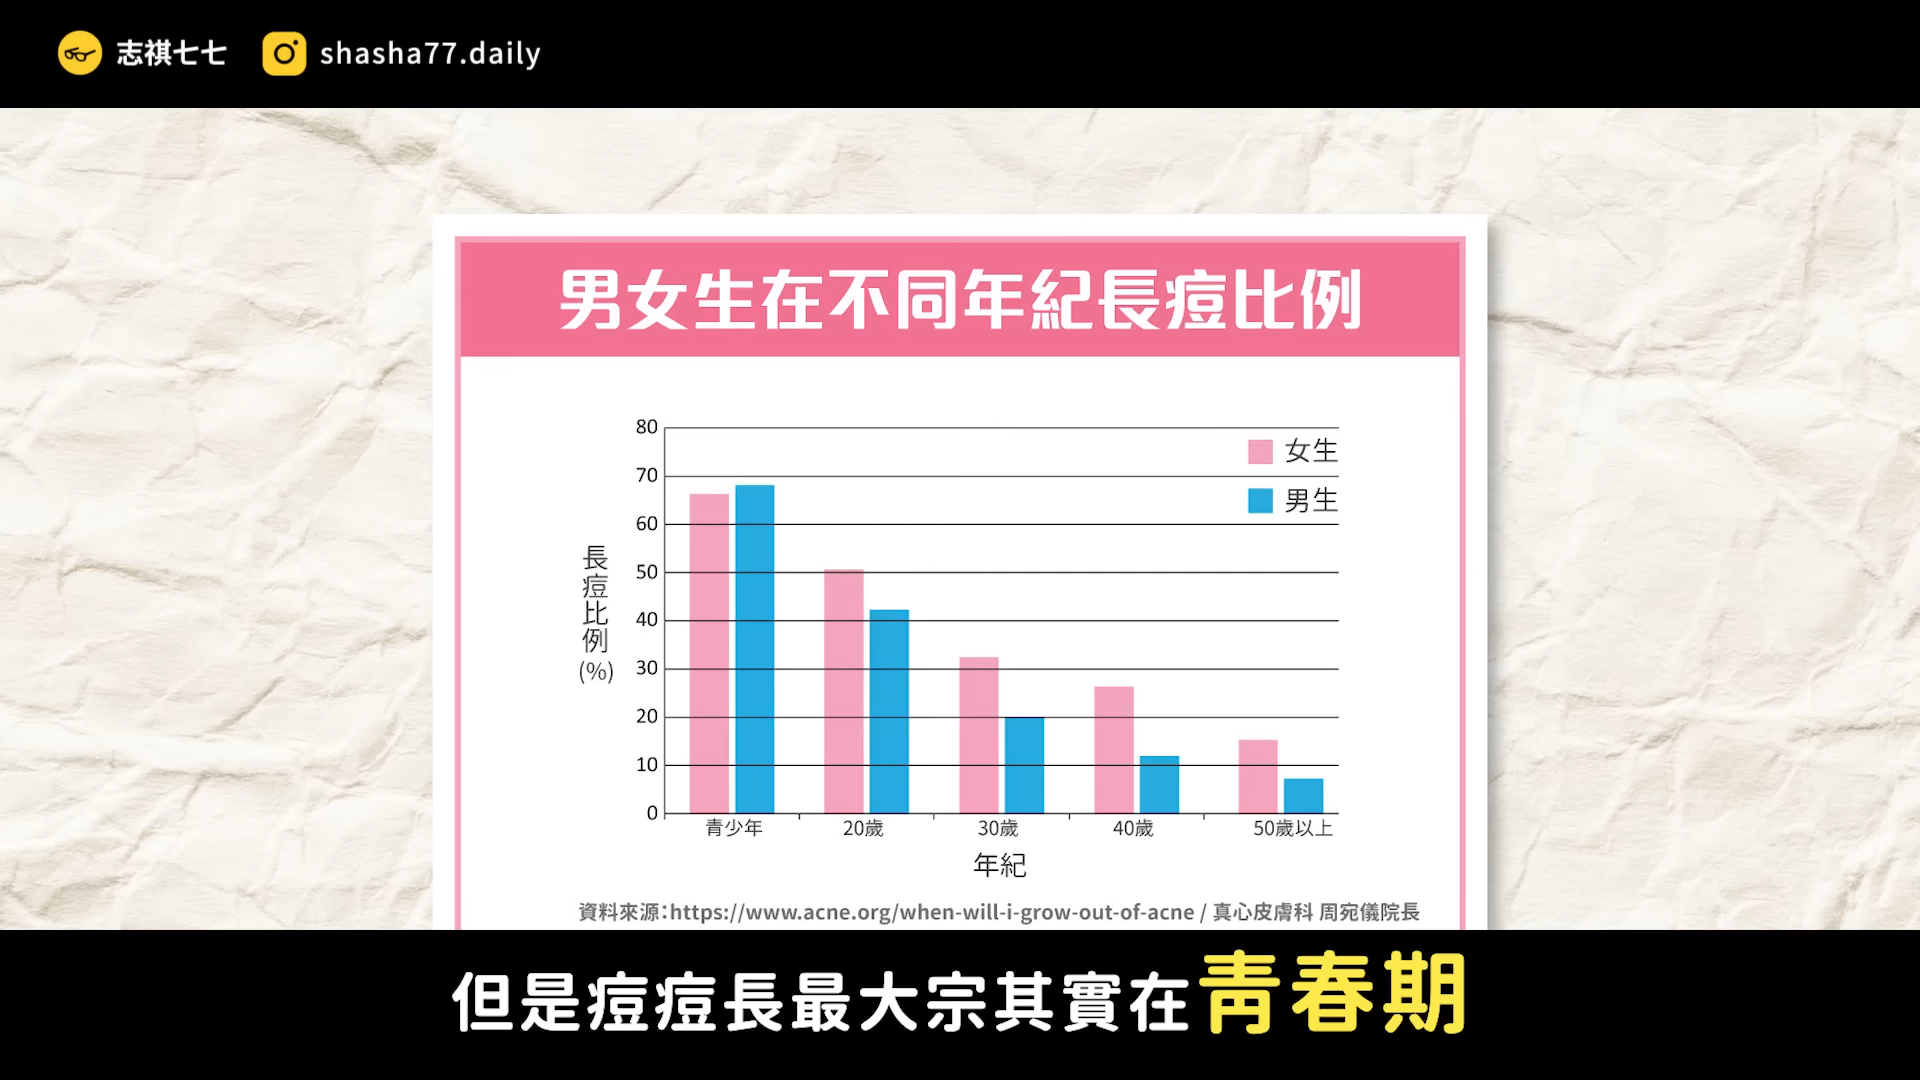 志祺七七 shasha77.daily
男女生在不同年紀長痘比例
80
70
60
50
40
30
20
10
0
長痘比例(%)
女生
男生
青少年 20歲 30歲 40歲 50歲以上
年紀
資料來源:https://www.acne.org/when-will-i-grow-out-of-acne / 真心皮膚科 周宛儀院長
但是痘痘長最大宗其實在青春期